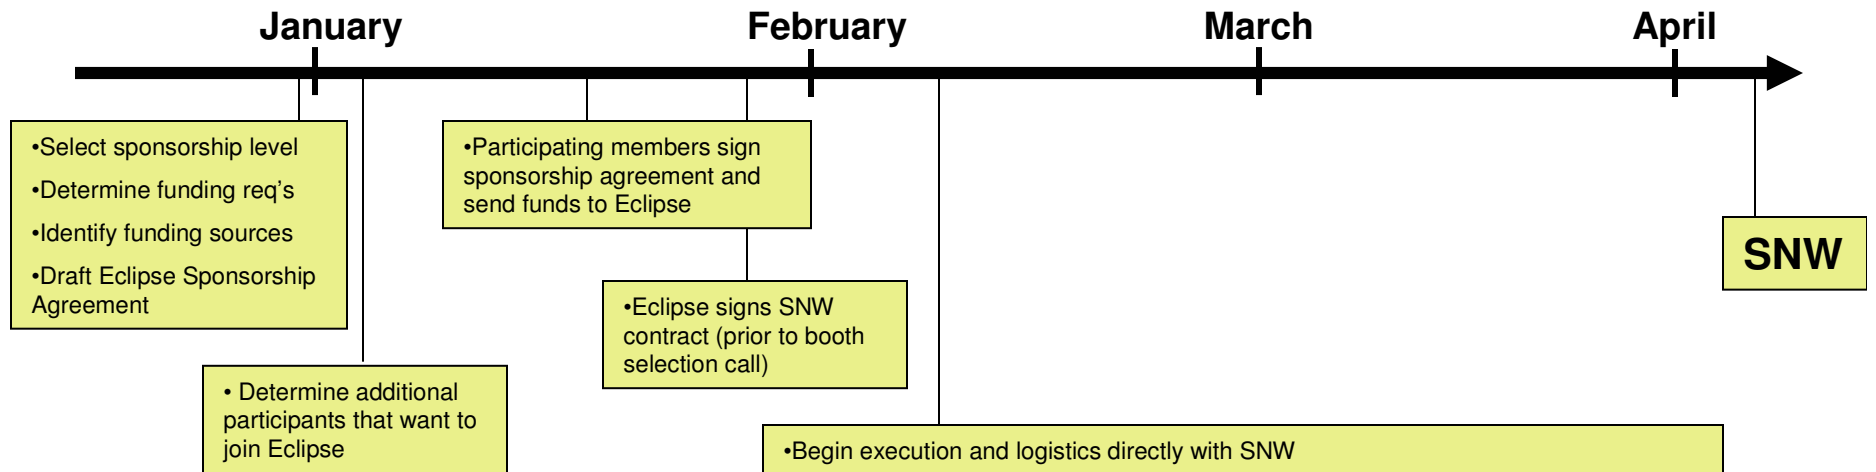 January
February
March
April
•Select sponsorship level
•Determine funding req's
•Identify funding sources
•Draft Eclipse Sponsorship
Agreement
•Participating members sign
sponsorship agreement and
send funds to Eclipse
SNW
•Eclipse signs SNW
contract (prior to booth
selection call)
• Determine additional
participants that want to
join Eclipse
•Begin execution and logistics directly with SNW